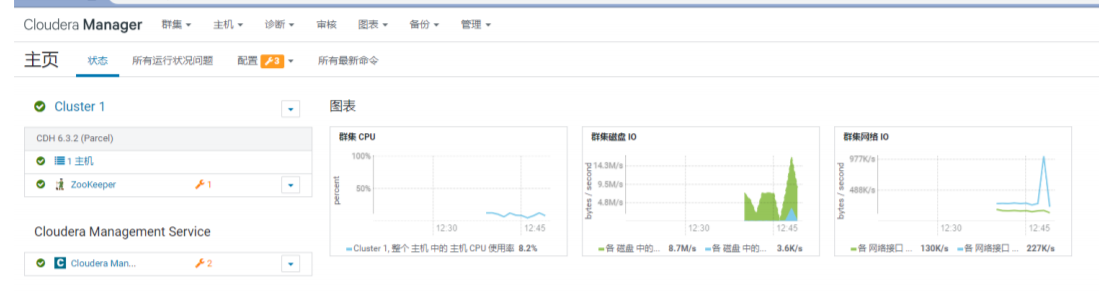 Cloudera Manager 群集 主机 诊断 审核 图表 备份 管理
主页 状态 所有运行状况问题 配置 3 所有最新命令
Cluster 1
CDH 6.3.2 (Parcel)
1 主机
ZooKeeper 1
Cloudera Management Service
Cloudera Man... 2
图表
群集 CPU
percent
100%
50%
12:30 12:45
Cluster 1, 整个 主机 中的 主机 CPU 使用率 8.2%
群集磁盘 IO
bytes / second
14.3M/s
9.5M/s
4.8M/s
12:30 12:45
各 磁盘 中的... 8.7M/s 各 磁盘 中的... 3.6K/s
群集网络 IO
bytes / second
977K/s
488K/s
12:30 12:45
各 网络接口 ... 130K/s 各 网络接口 ... 227K/s